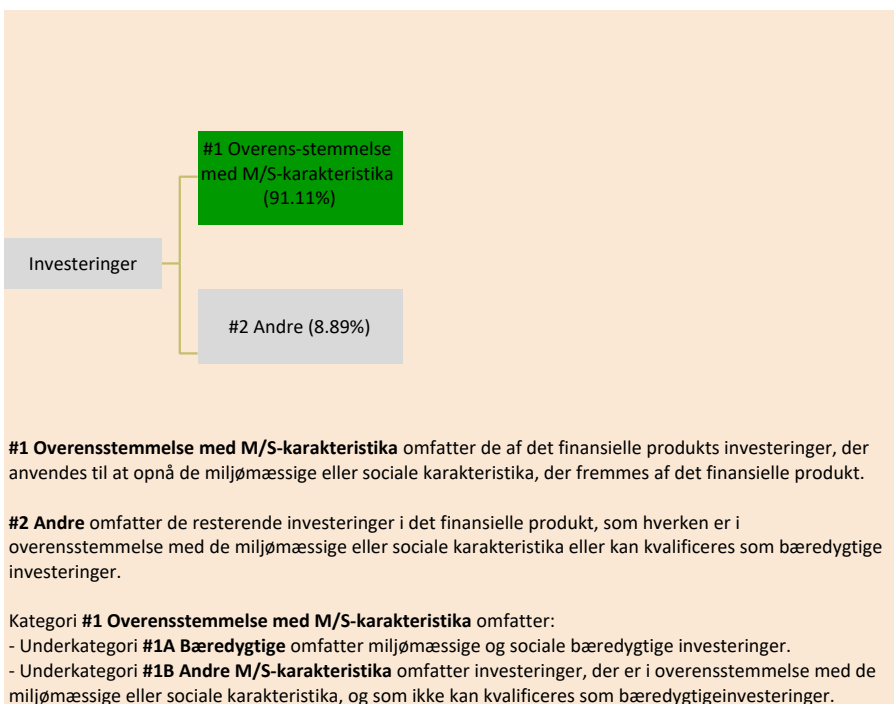 #1 Overens-stemmelse
med M/S-karakteristika
(91.11%)
Investeringer
#2 Andre (8.89%)
#1 Overensstemmelse med M/S-karakteristika omfatter de af det finansielle produkts investeringer, der
anvendes til at opnå de miljømæssige eller sociale karakteristika, der fremmes af det finansielle produkt.
#2 Andre omfatter de resterende investeringer i det finansielle produkt, som hverken er i
overensstemmelse med de miljømæssige eller sociale karakteristika eller kan kvalificeres som bæredygtige
investeringer.
Kategori #1 Overensstemmelse med M/S-karakteristika omfatter:
- Underkategori #1A Bæredygtige omfatter miljømæssige og sociale bæredygtige investeringer.
- Underkategori #1B Andre M/S-karakteristika omfatter investeringer, der er i overensstemmelse med de
miljømæssige eller sociale karakteristika, og som ikke kan kvalificeres som bæredygtigeinvesteringer.